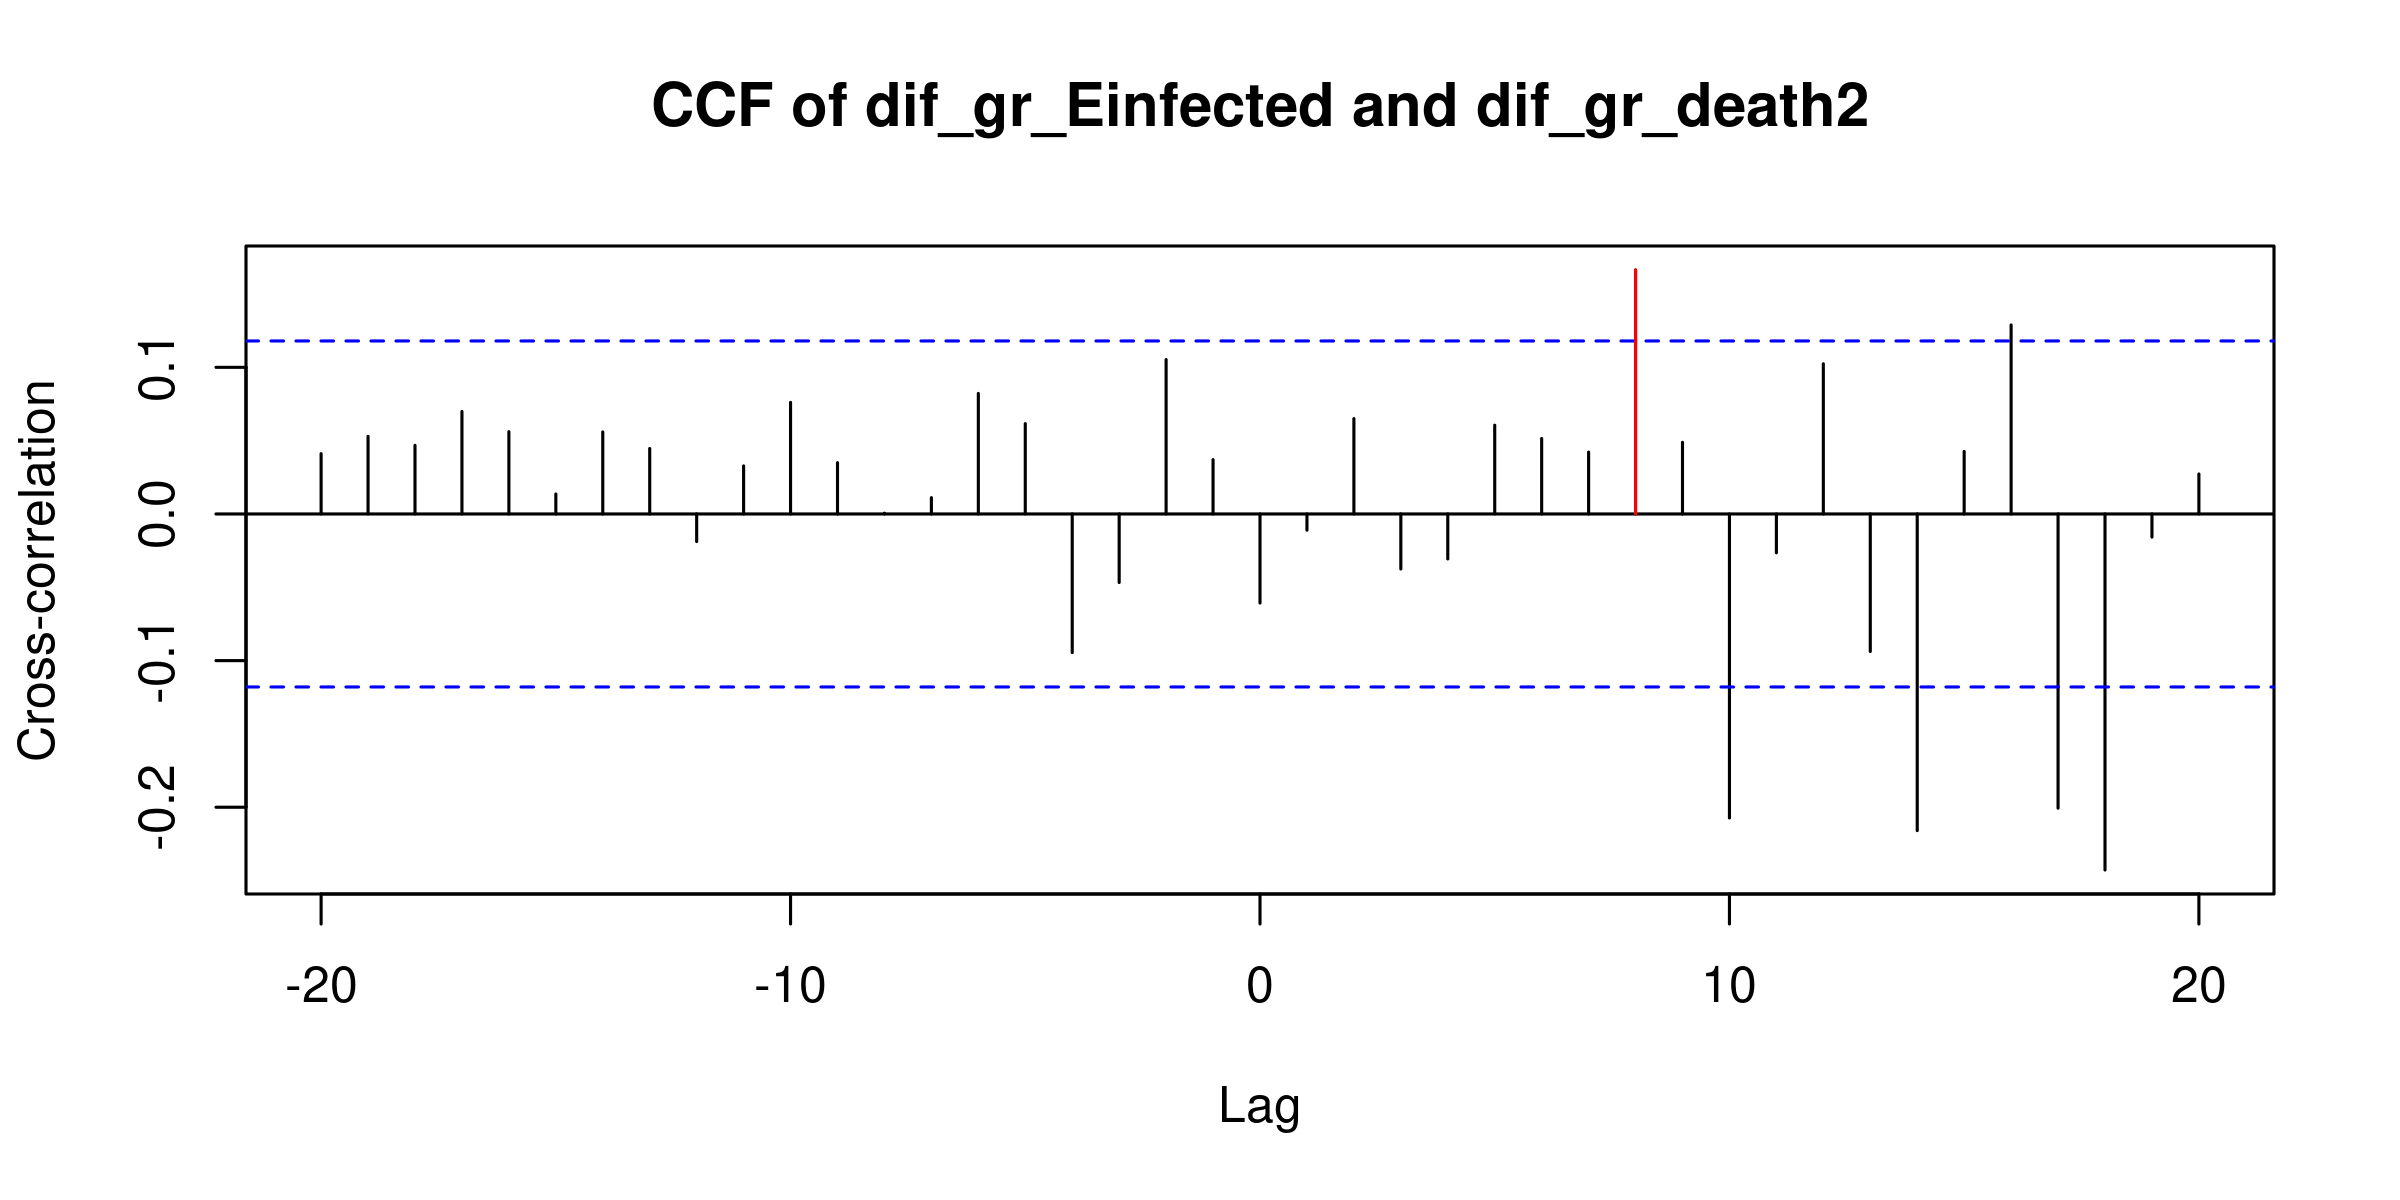 CCF of dif_gr_Einfected and dif_gr_death2
Cross-correlation
0.1
0.0
-0.1
-0.2
-20 -10 0 10 20
Lag